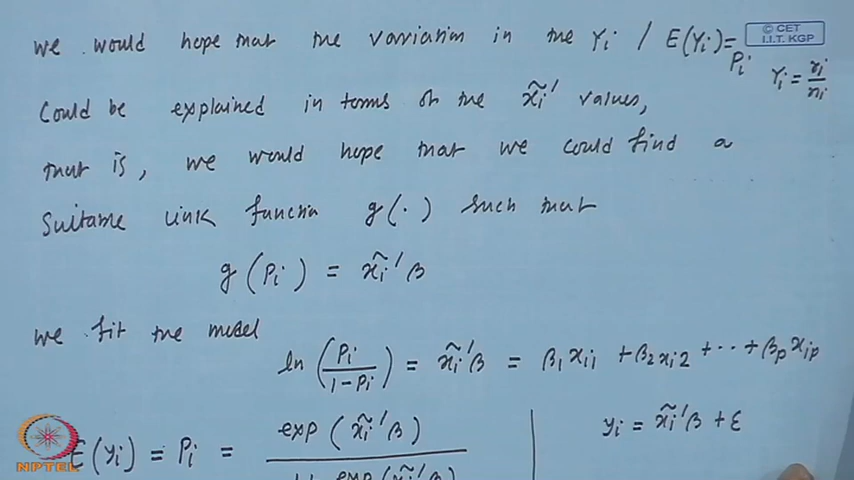 we would hope that the variation in the Yᵢ / E(Yᵢ) = Pᵢ
© CET
I.I.T. KGP
Yᵢ = rᵢ/nᵢ
Could be explained in terms of the x̃ᵢ′ values,
that is, we would hope that we could find a
Suitable link function g(·) such that
g(Pᵢ) = x̃ᵢ′β
we fit the model
ln(Pᵢ/(1-Pᵢ)) = x̃ᵢ′β = β₁xᵢ₁ + β₂xᵢ₂ + ·· + βₚxᵢₚ
E(yᵢ) = Pᵢ = exp(x̃ᵢ′β) / 1+ exp(x̃ᵢ′β)
yᵢ = x̃ᵢ′β + ε
NPTEL